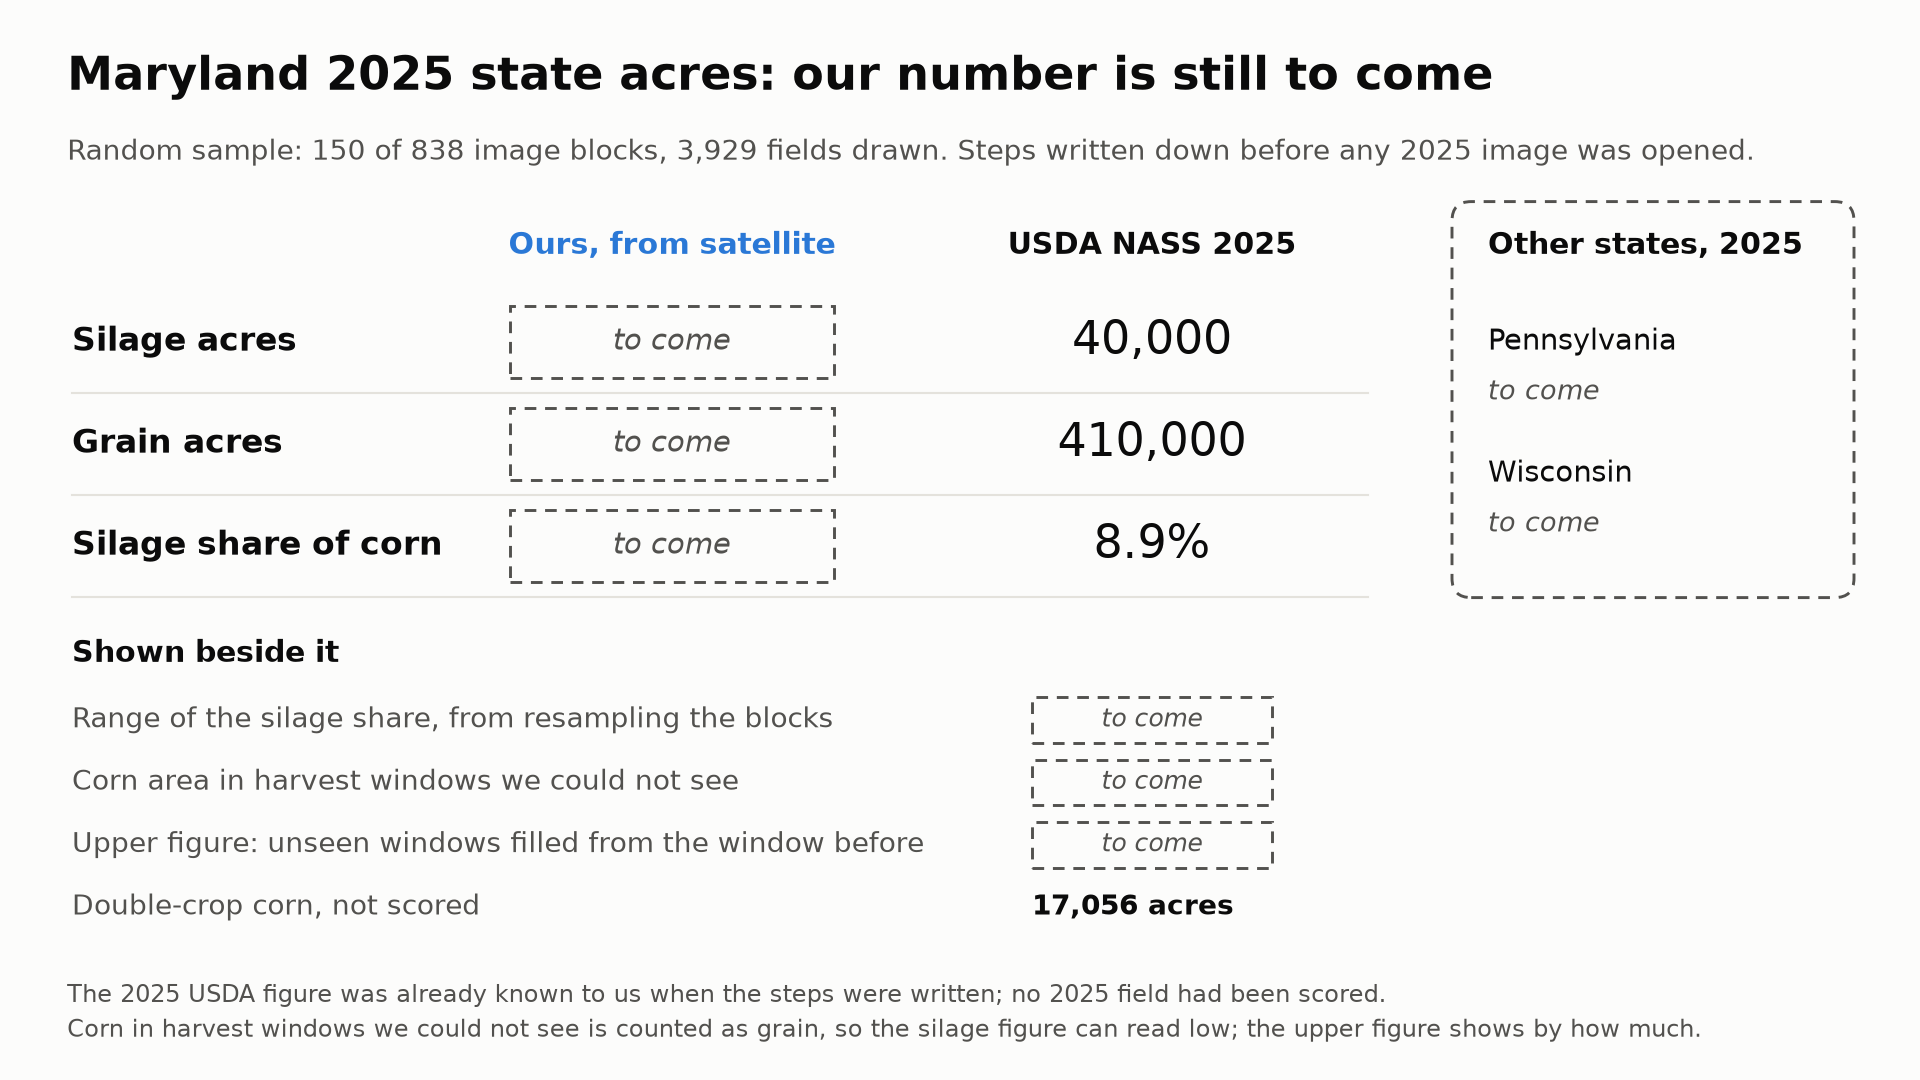 Maryland 2025 state acres: our number is still to come
Random sample: 150 of 838 image blocks, 3,929 fields drawn. Steps written down before any 2025 image was opened.
Ours, from satellite
USDA NASS 2025
Silage acres
to come
40,000
Grain acres
to come
410,000
Silage share of corn
to come
8.9%
Other states, 2025
Pennsylvania
to come
Wisconsin
to come
Shown beside it
Range of the silage share, from resampling the blocks
to come
Corn area in harvest windows we could not see
to come
Upper figure: unseen windows filled from the window before
to come
Double-crop corn, not scored
17,056 acres
The 2025 USDA figure was already known to us when the steps were written; no 2025 field had been scored.
Corn in harvest windows we could not see is counted as grain, so the silage figure can read low; the upper figure shows by how much.